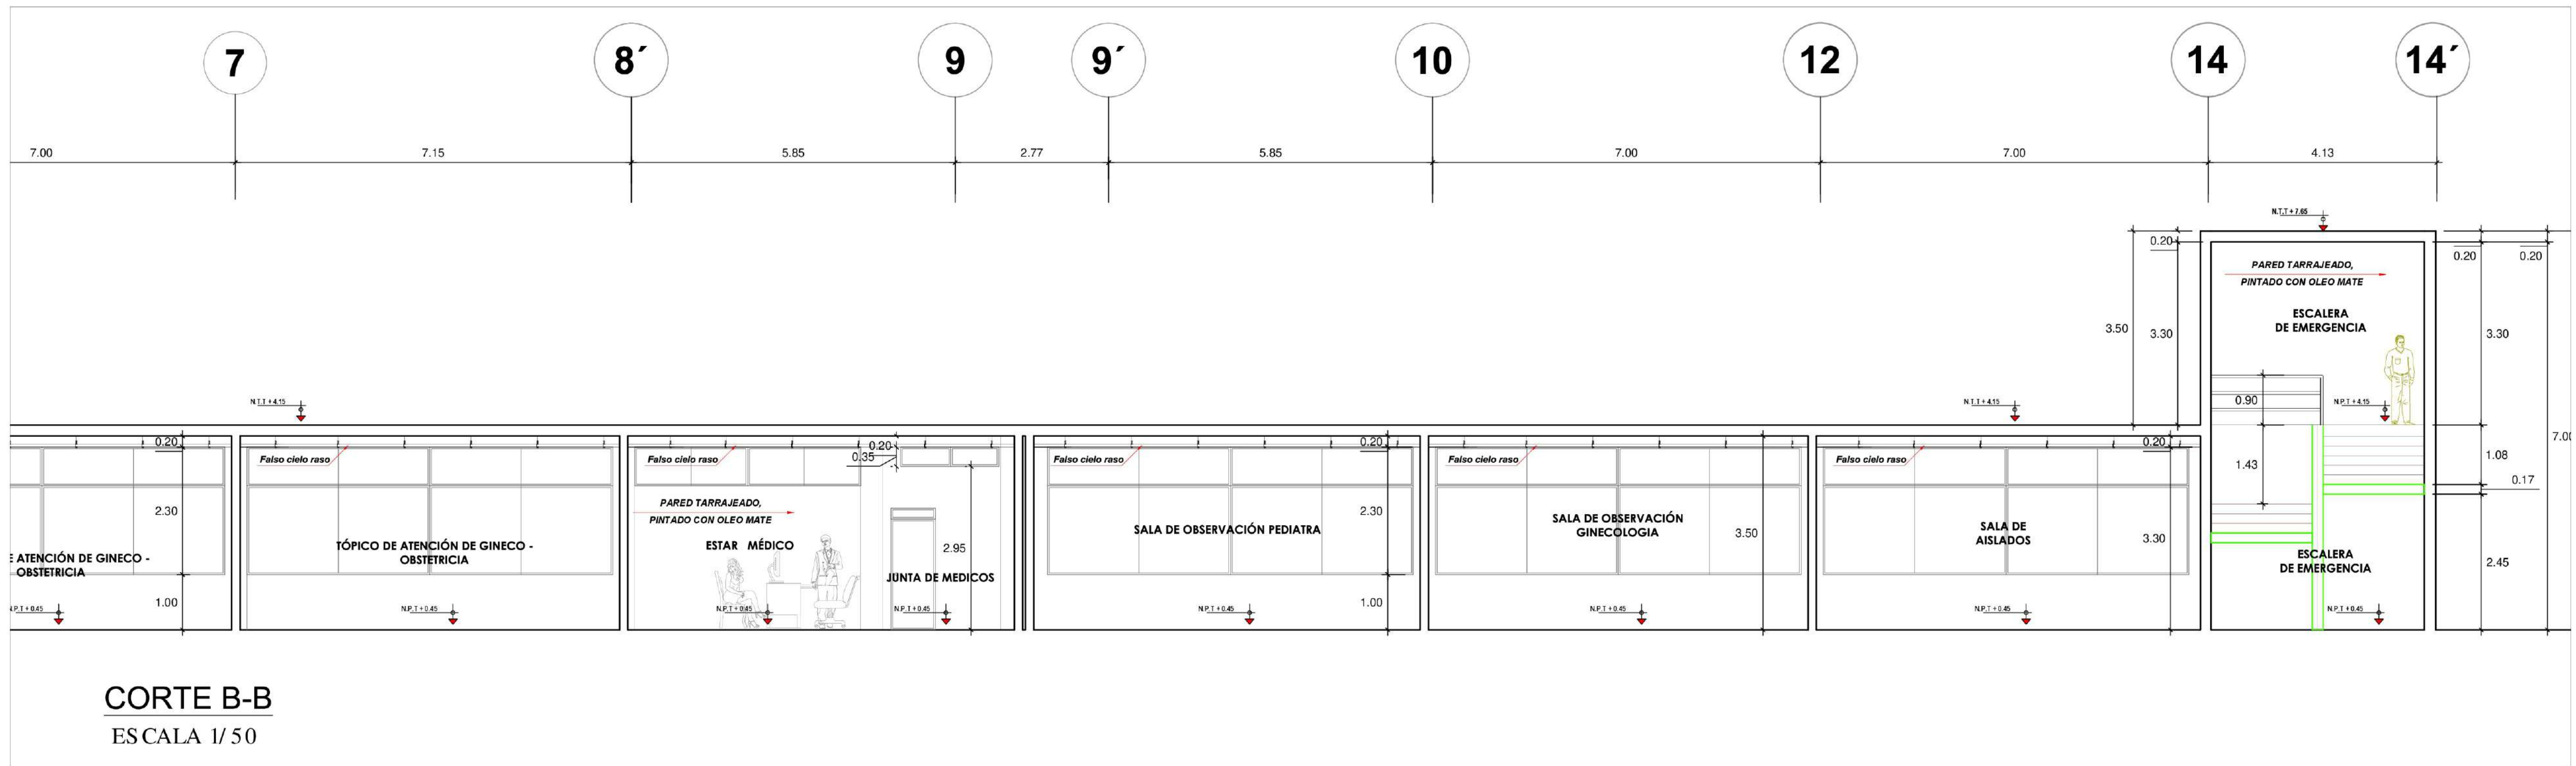 7
8´
9
9´
10
12
14
14´
7.00
7.15
5.85
2.77
5.85
7.00
7.00
4.13
N.T.T + 7.65
0.20
0.20
0.20
PARED TARRAJEADO,
PINTADO CON OLEO MATE
ESCALERA
DE EMERGENCIA
3.50
3.30
3.30
N.T.T + 4.15
N.T.T + 4.15
0.90
N.P.T + 4.15
0.20
0.20
0.35
0.20
0.20
7.00
Falso cielo raso
Falso cielo raso
Falso cielo raso
Falso cielo raso
Falso cielo raso
1.43
1.08
0.17
2.30
PARED TARRAJEADO,
PINTADO CON OLEO MATE
2.30
E ATENCIÓN DE GINECO -
OBSTETRICIA
TÓPICO DE ATENCIÓN DE GINECO -
OBSTETRICIA
ESTAR MÉDICO
2.95
JUNTA DE MEDICOS
SALA DE OBSERVACIÓN PEDIATRA
SALA DE OBSERVACIÓN
GINECOLOGIA
3.50
SALA DE
AISLADOS
3.30
ESCALERA
DE EMERGENCIA
2.45
1.00
1.00
N.P.T + 0.45
N.P.T + 0.45
N.P.T + 0.45
N.P.T + 0.45
N.P.T + 0.45
N.P.T + 0.45
N.P.T + 0.45
N.P.T + 0.45
CORTE B-B
ESCALA 1/50